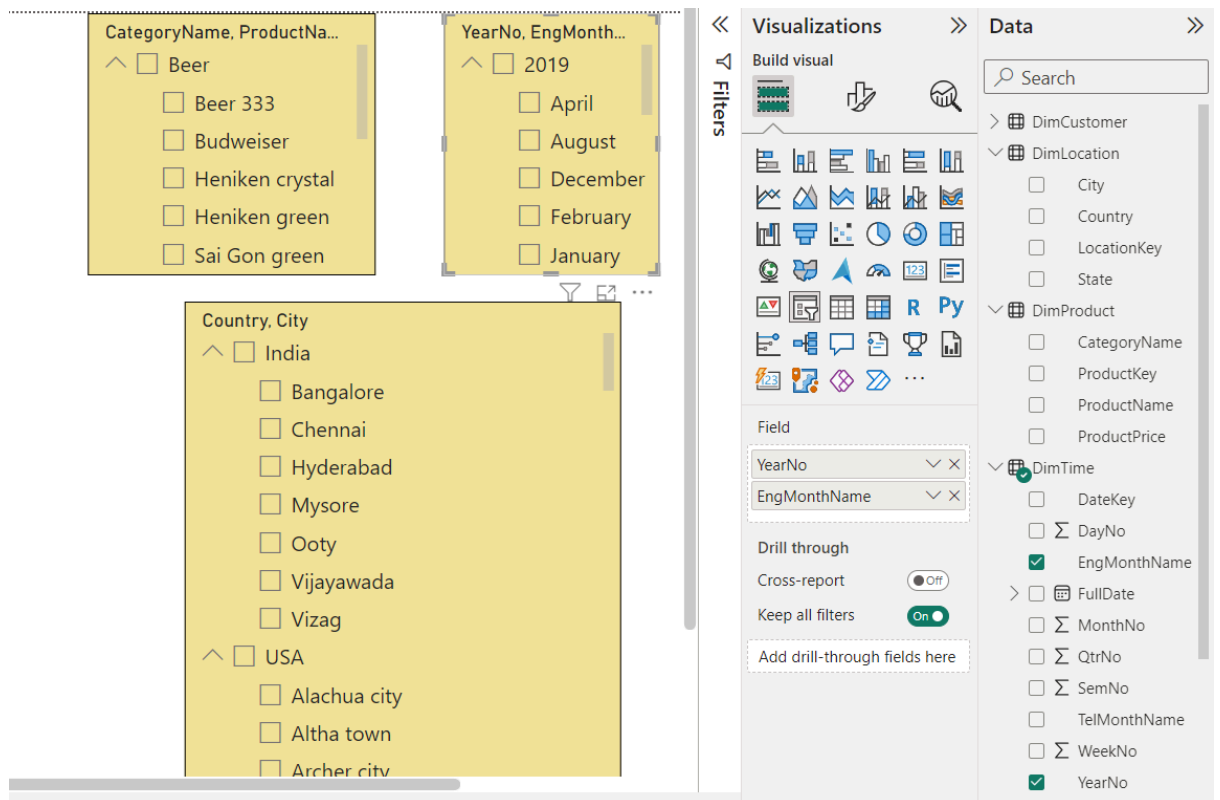 CategoryName, ProductNa...
Beer
Beer 333
Budweiser
Heniken crystal
Heniken green
Sai Gon green
YearNo, EngMonth...
2019
April
August
December
February
January
Country, City
India
Bangalore
Chennai
Hyderabad
Mysore
Ooty
Vijayawada
Vizag
USA
Alachua city
Altha town
Archer city
Filters
Visualizations
Build visual
123
R
Py
123
...
Field
YearNo
EngMonthName
Drill through
Cross-report
Off
Keep all filters
On
Add drill-through fields here
Data
Search
DimCustomer
DimLocation
City
Country
LocationKey
State
DimProduct
CategoryName
ProductKey
ProductName
ProductPrice
DimTime
DateKey
Σ DayNo
EngMonthName
FullDate
Σ MonthNo
Σ QtrNo
Σ SemNo
TelMonthName
Σ WeekNo
YearNo